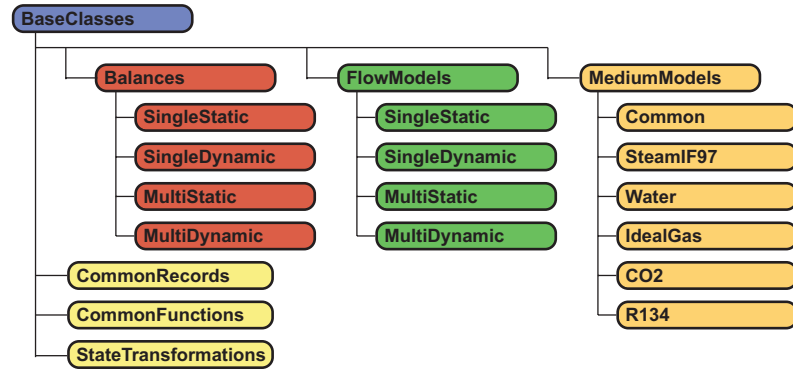 BaseClasses
Balances
FlowModels
MediumModels
SingleStatic
SingleStatic
Common
SingleDynamic
SingleDynamic
SteamIF97
MultiStatic
MultiStatic
Water
MultiDynamic
MultiDynamic
IdealGas
CommonRecords
CO2
CommonFunctions
R134
StateTransformations